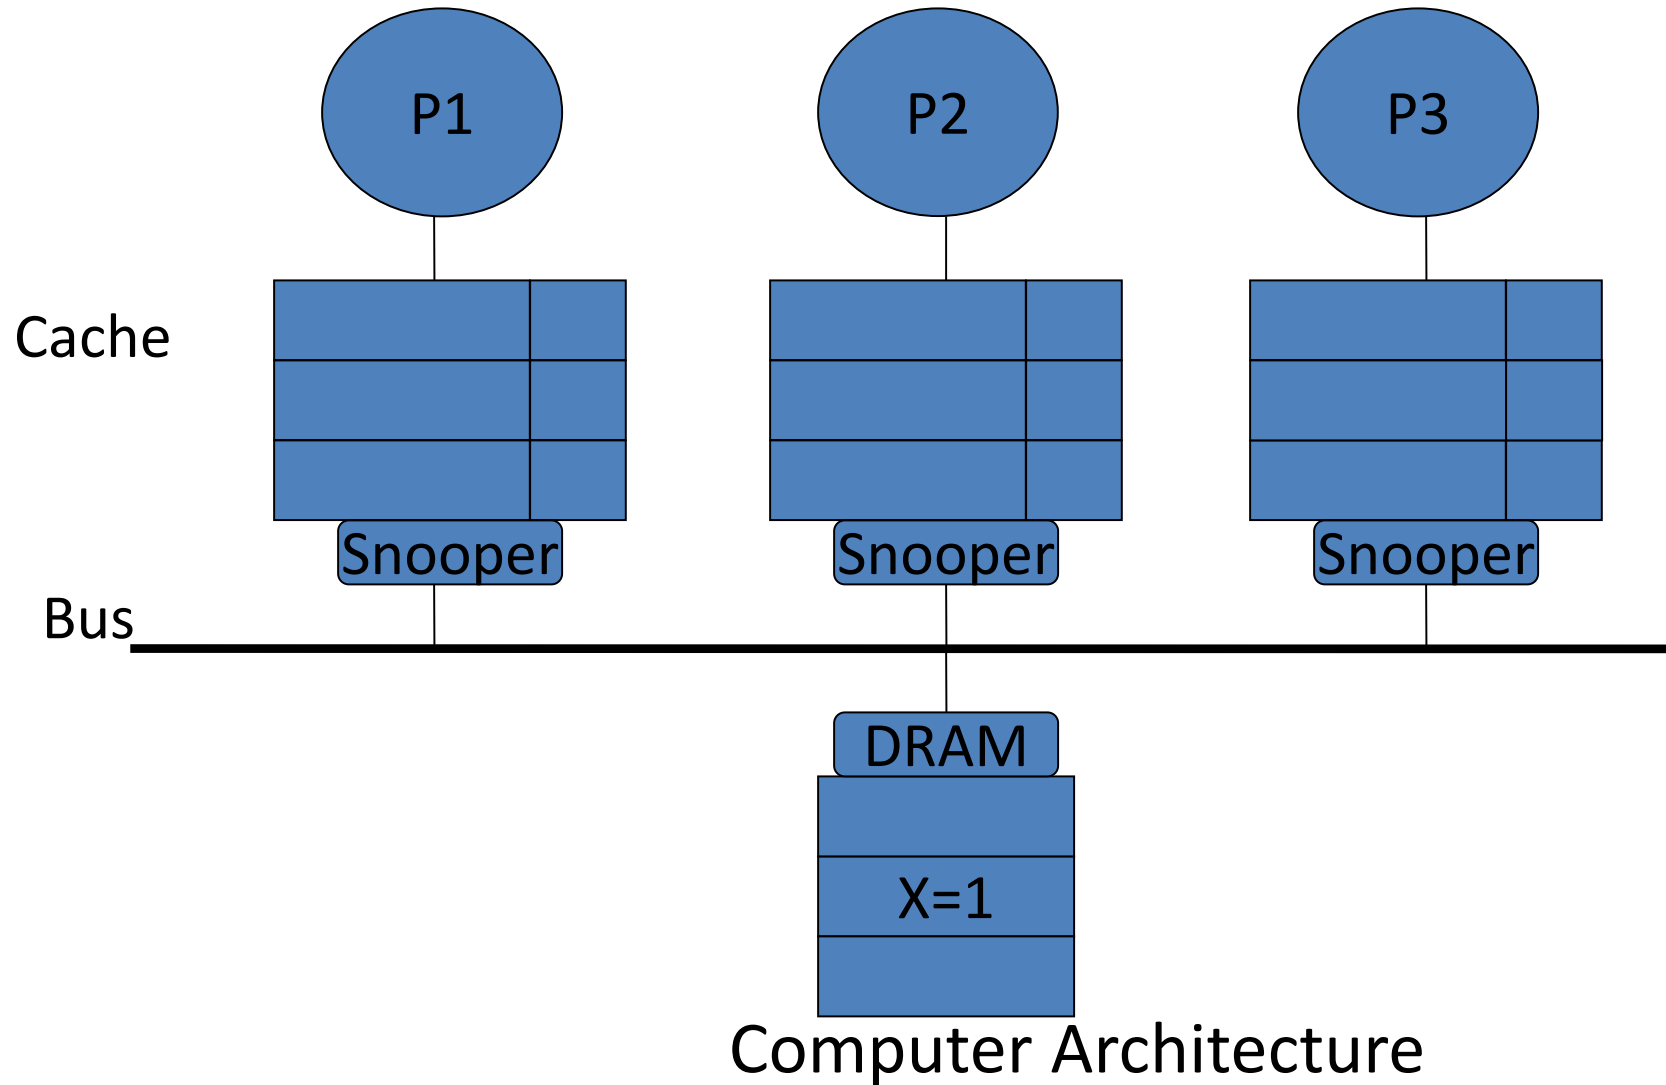 P1
P2
P3
Cache
Snooper
Snooper
Snooper
Bus
DRAM
X=1
Computer Architecture